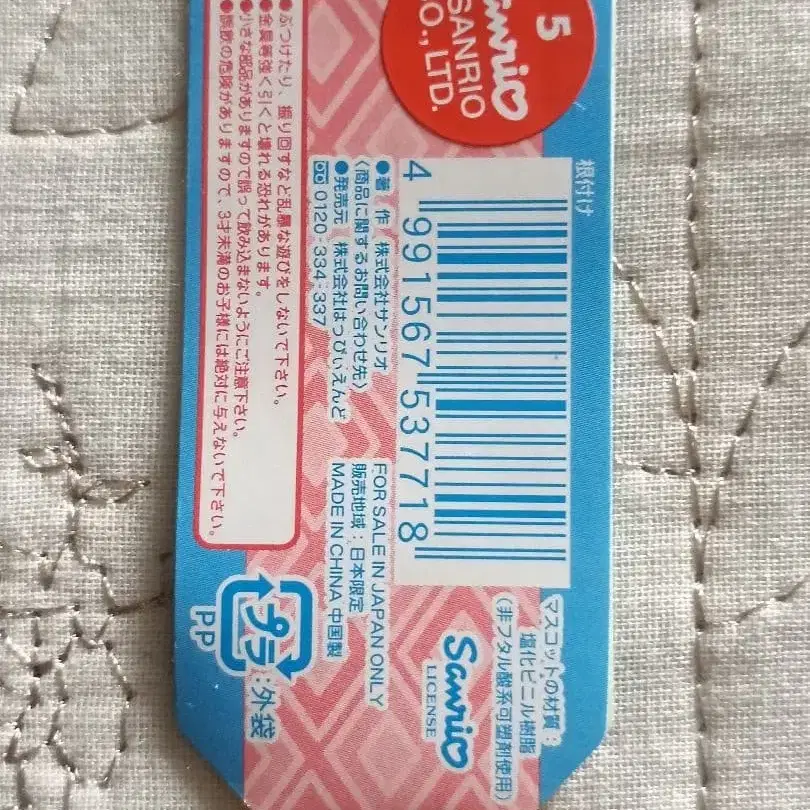 5
Sanrio
SANRIO
CO., LTD.
根付け
4 991567 537718
●著 作 株式会社サンリオ
〈商品に関するお問い合わせ先〉
●発売元 株式会社はっぴぃえんど
0120-334-337
FOR SALE IN JAPAN ONLY
販売地域：日本限定
MADE IN CHINA 中国製
●ぶつけたり、振り回すなど乱暴な遊びをしないで下さい。
●金具等強く引くと壊れる恐れがあります。
●小さな部品がありますので誤って飲み込まないようにご注意下さい。
●誤飲の危険がありますので、3才未満のお子様には絶対に与えないで下さい。
マスコットの材質：
塩化ビニル樹脂
(非フタル酸系可塑剤使用)
Sanrio
LICENSE
プラ：外袋
PP